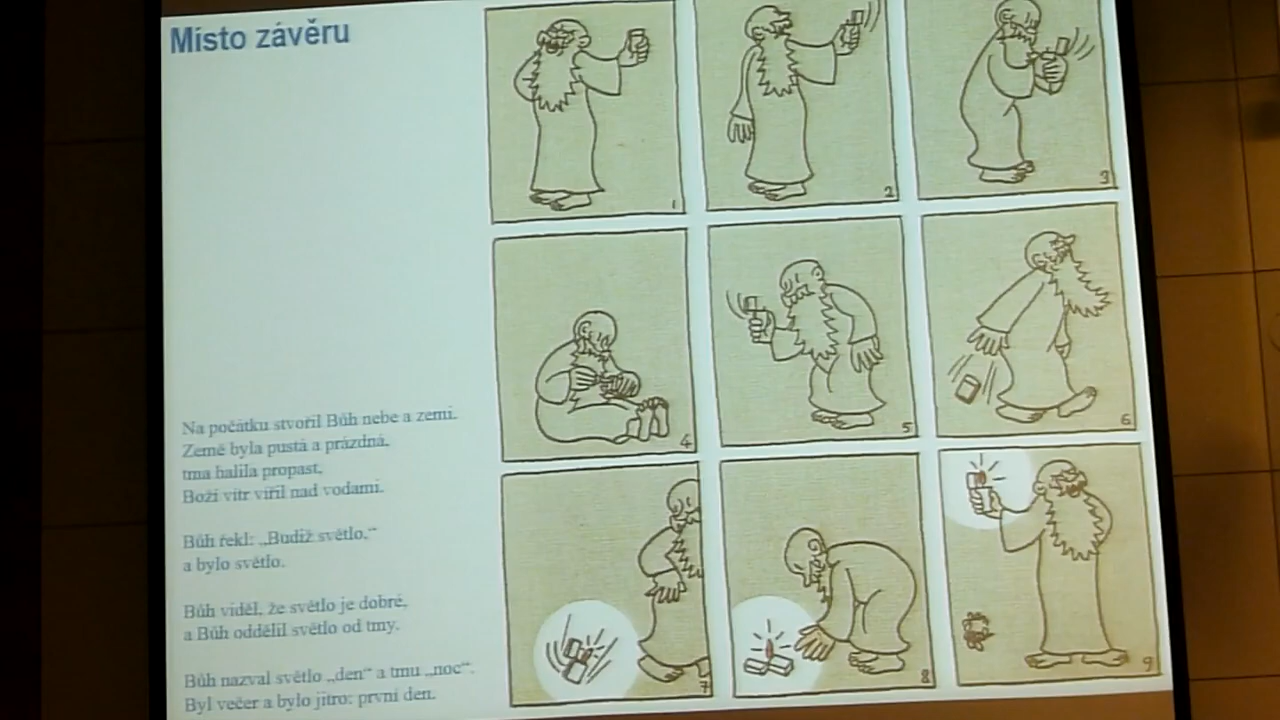 Místo závěru
Na počátku stvořil Bůh nebe a zemi.
Země byla pustá a prázdná,
tma halila propast,
Boží vítr vířil nad vodami.
Bůh řekl: „Budiž světlo,“
a bylo světlo.
Bůh viděl, že světlo je dobré,
a Bůh oddělil světlo od tmy.
Bůh nazval světlo „den“ a tmu „noc“.
Byl večer a bylo jitro: první den.
1
2
3
4
5
6
7
8
9